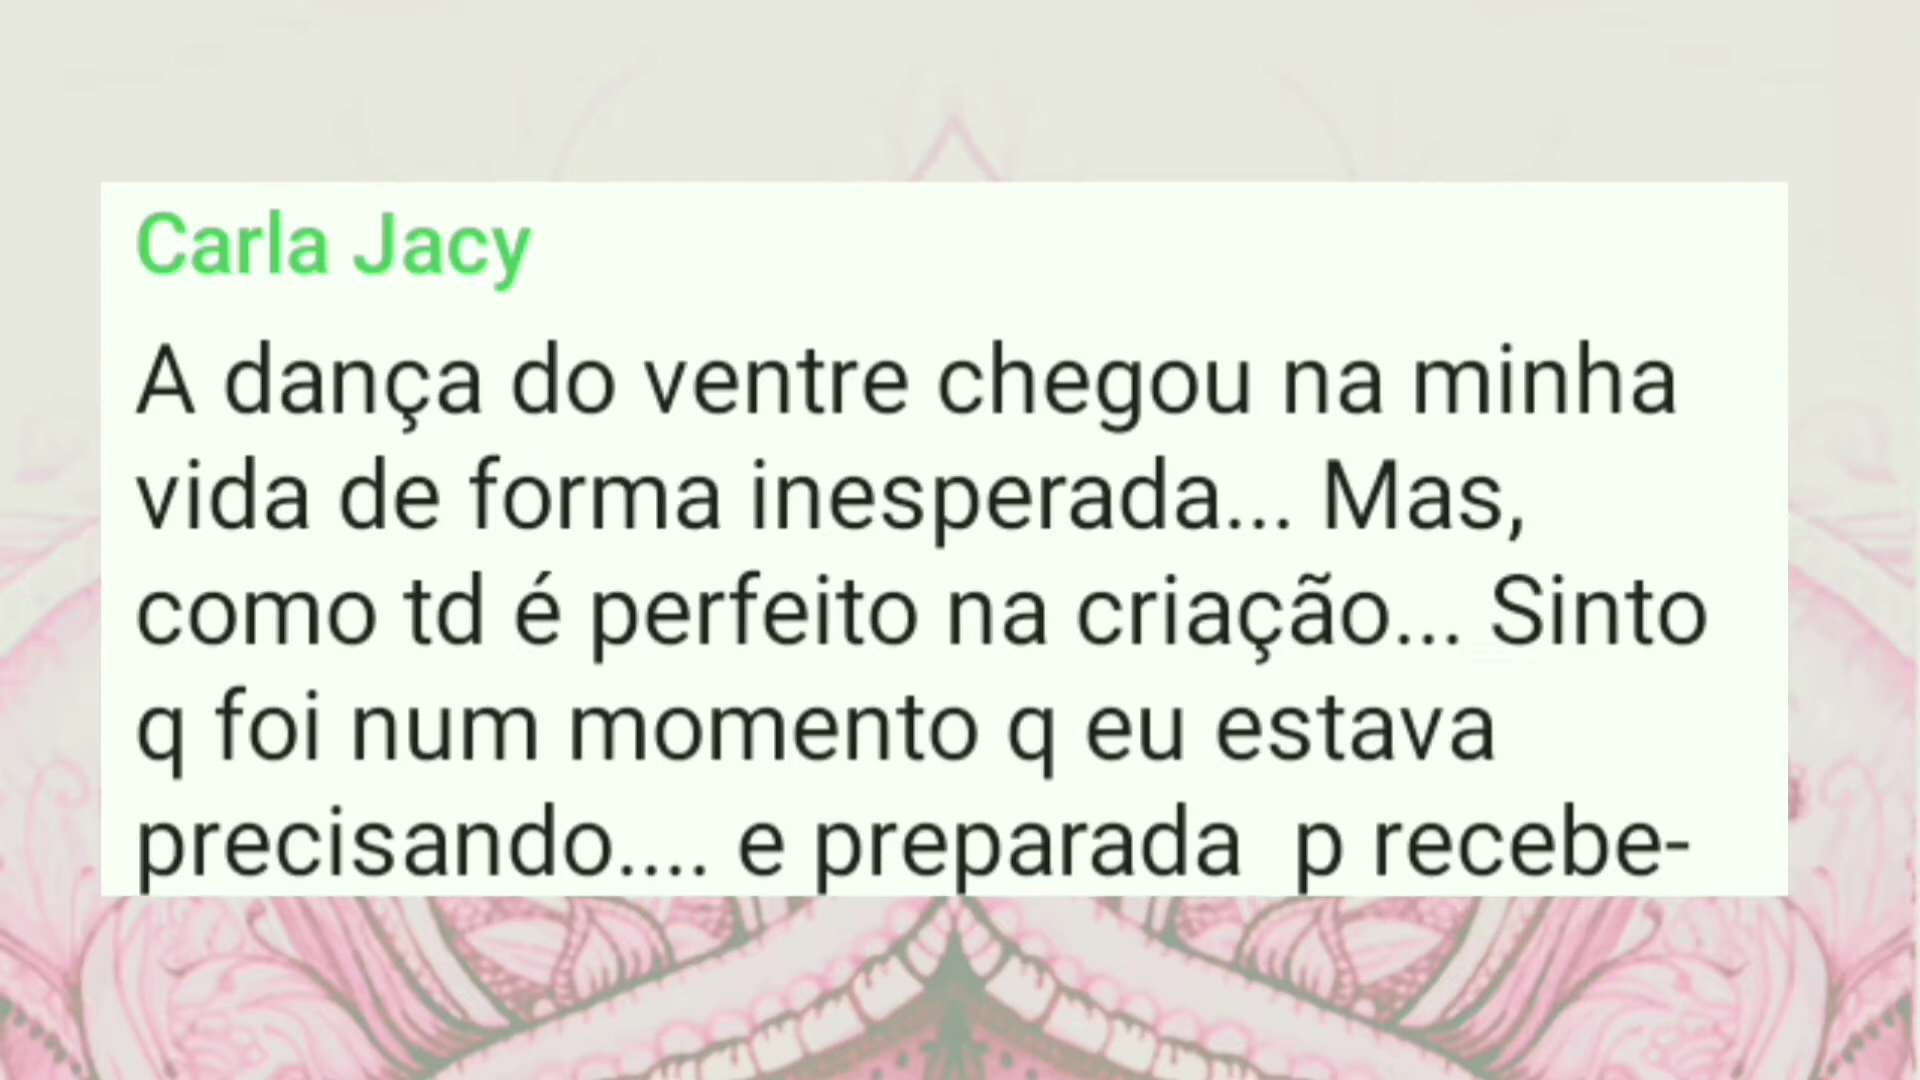 Carla Jacy
A dança do ventre chegou na minha
vida de forma inesperada... Mas,
como td é perfeito na criação... Sinto
q foi num momento q eu estava
precisando.... e preparada  p recebe-